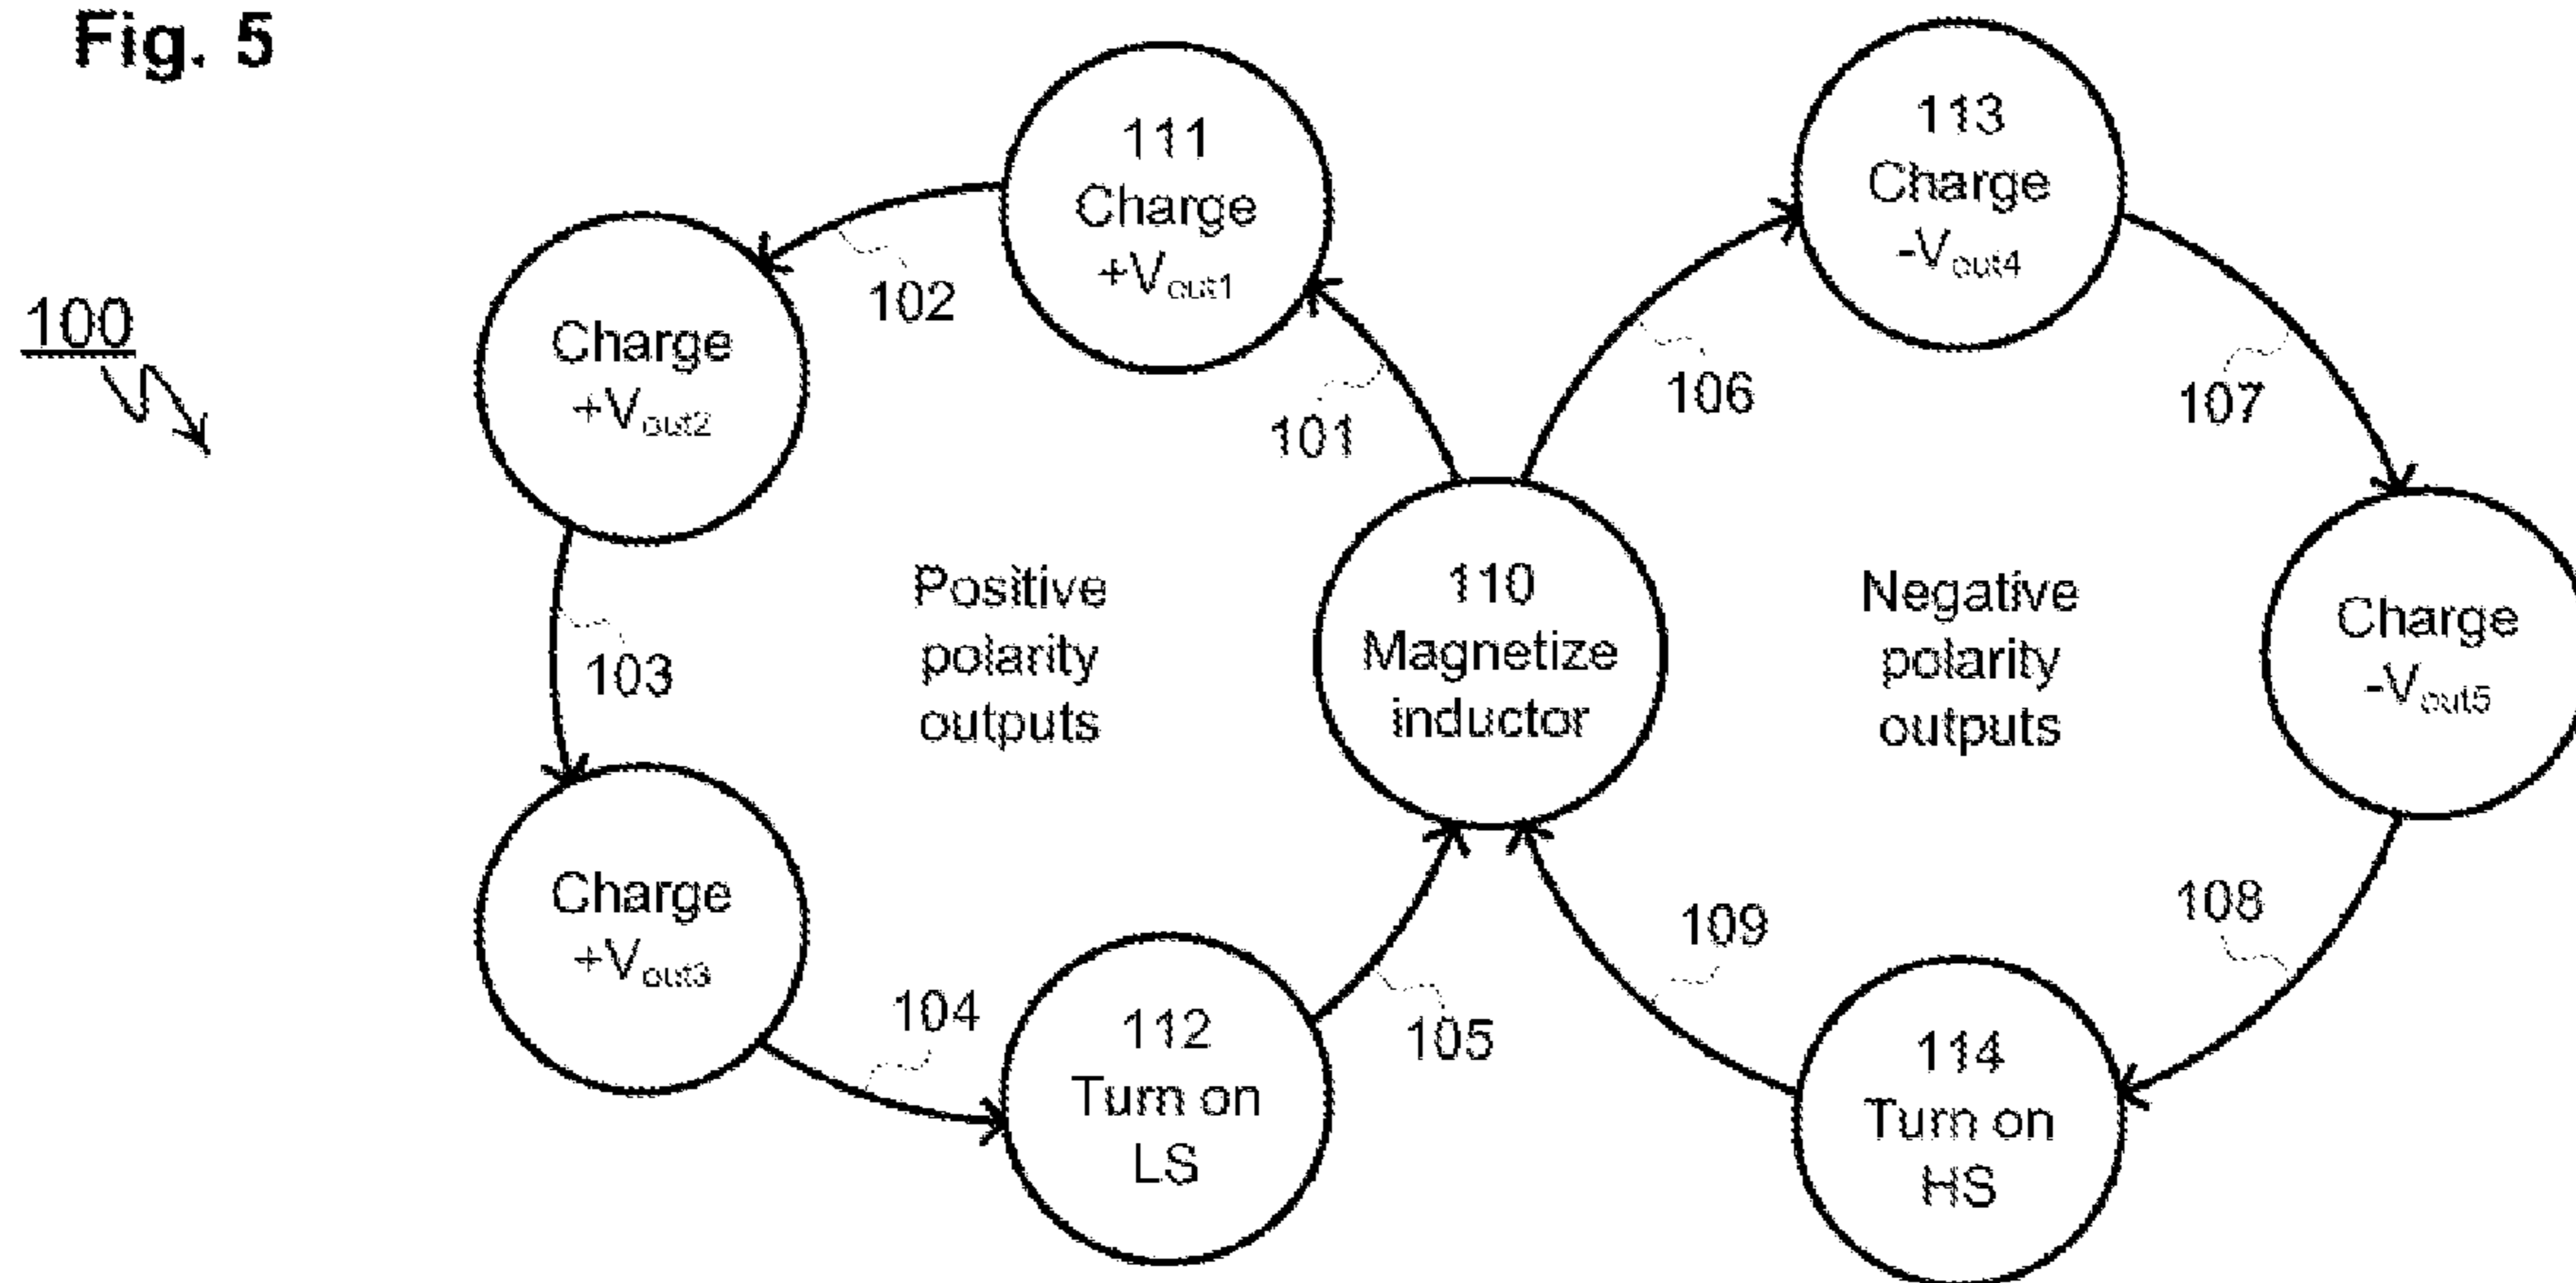 Fig. 5
100
111
Charge
+Vout1
113
Charge
-Vout4
102
Charge
+Vout2
101
106
107
103
Positive
polarity
outputs
110
Magnetize
inductor
Negative
polarity
outputs
Charge
-Vout5
Charge
+Vout3
104
112
Turn on
LS
105
109
108
114
Turn on
HS